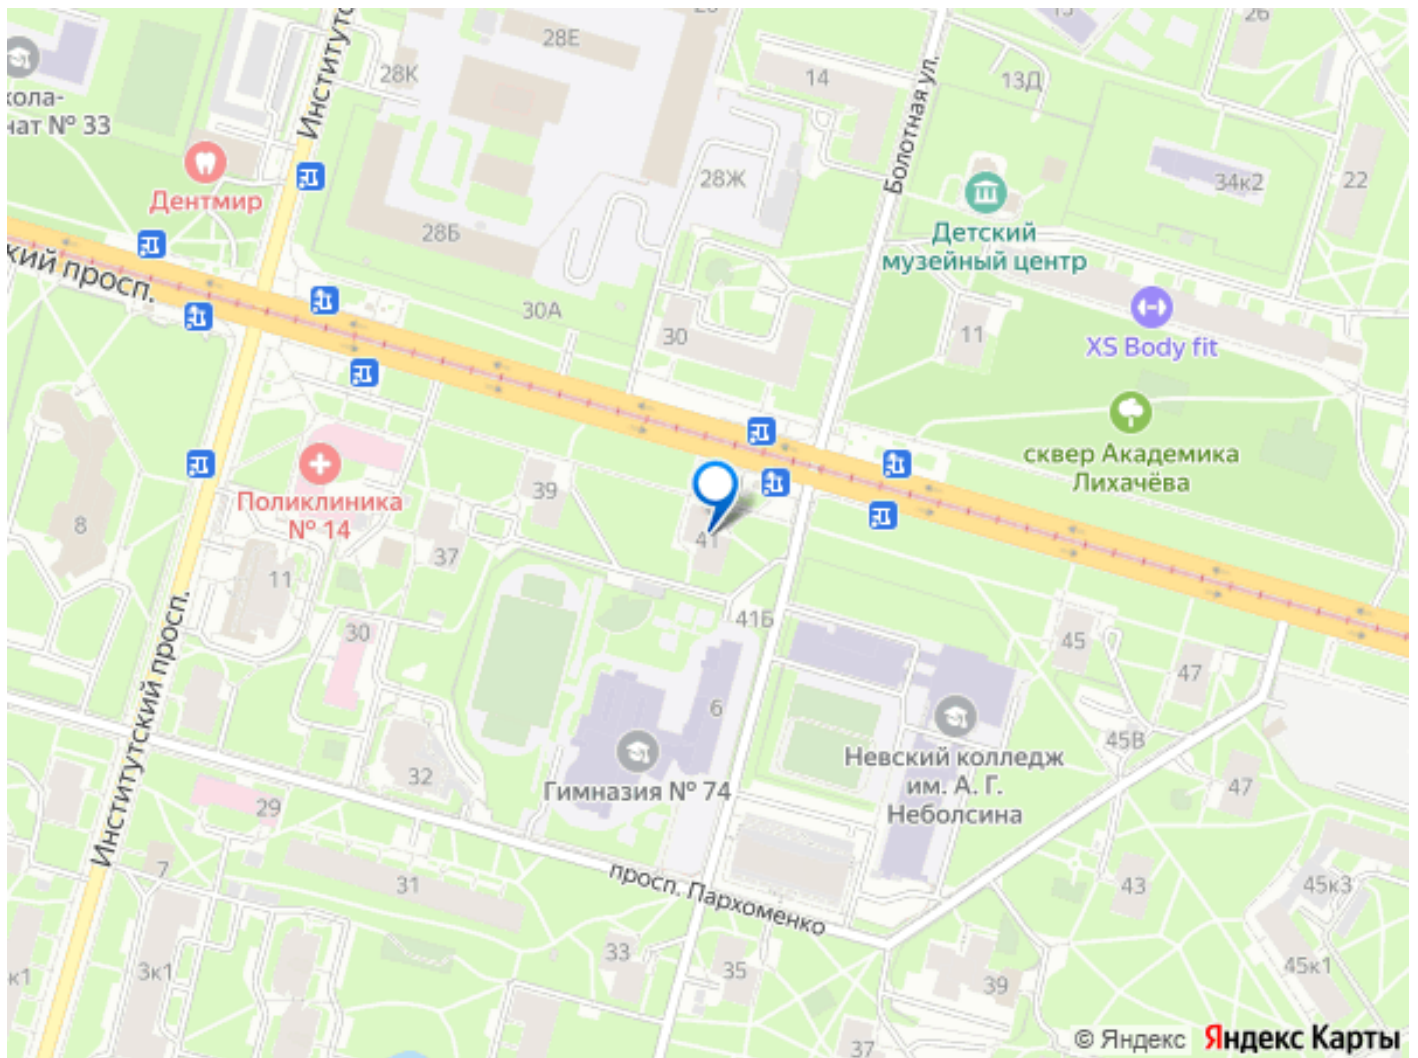 28Е
26
28К
14
13Д
Институтс
кола-
нат № 33
Болотная ул.
Дентмир
28Ж
34к2
22
28Б
Детский
музейный центр
кий просп.
30А
30
11
XS Body fit
сквер Академика
Лихачёва
Поликлиника
№ 14
39
8
37
41
11
30
41Б
45
47
Институтский просп.
6
45В
32
Гимназия № 74
Невский колледж
им. А. Г.
Неболсина
47
29
7
31
просп. Пархоменко
43
45к3
33
35
3к1
к1
39
45к1
37
© Яндекс Яндекс Карты